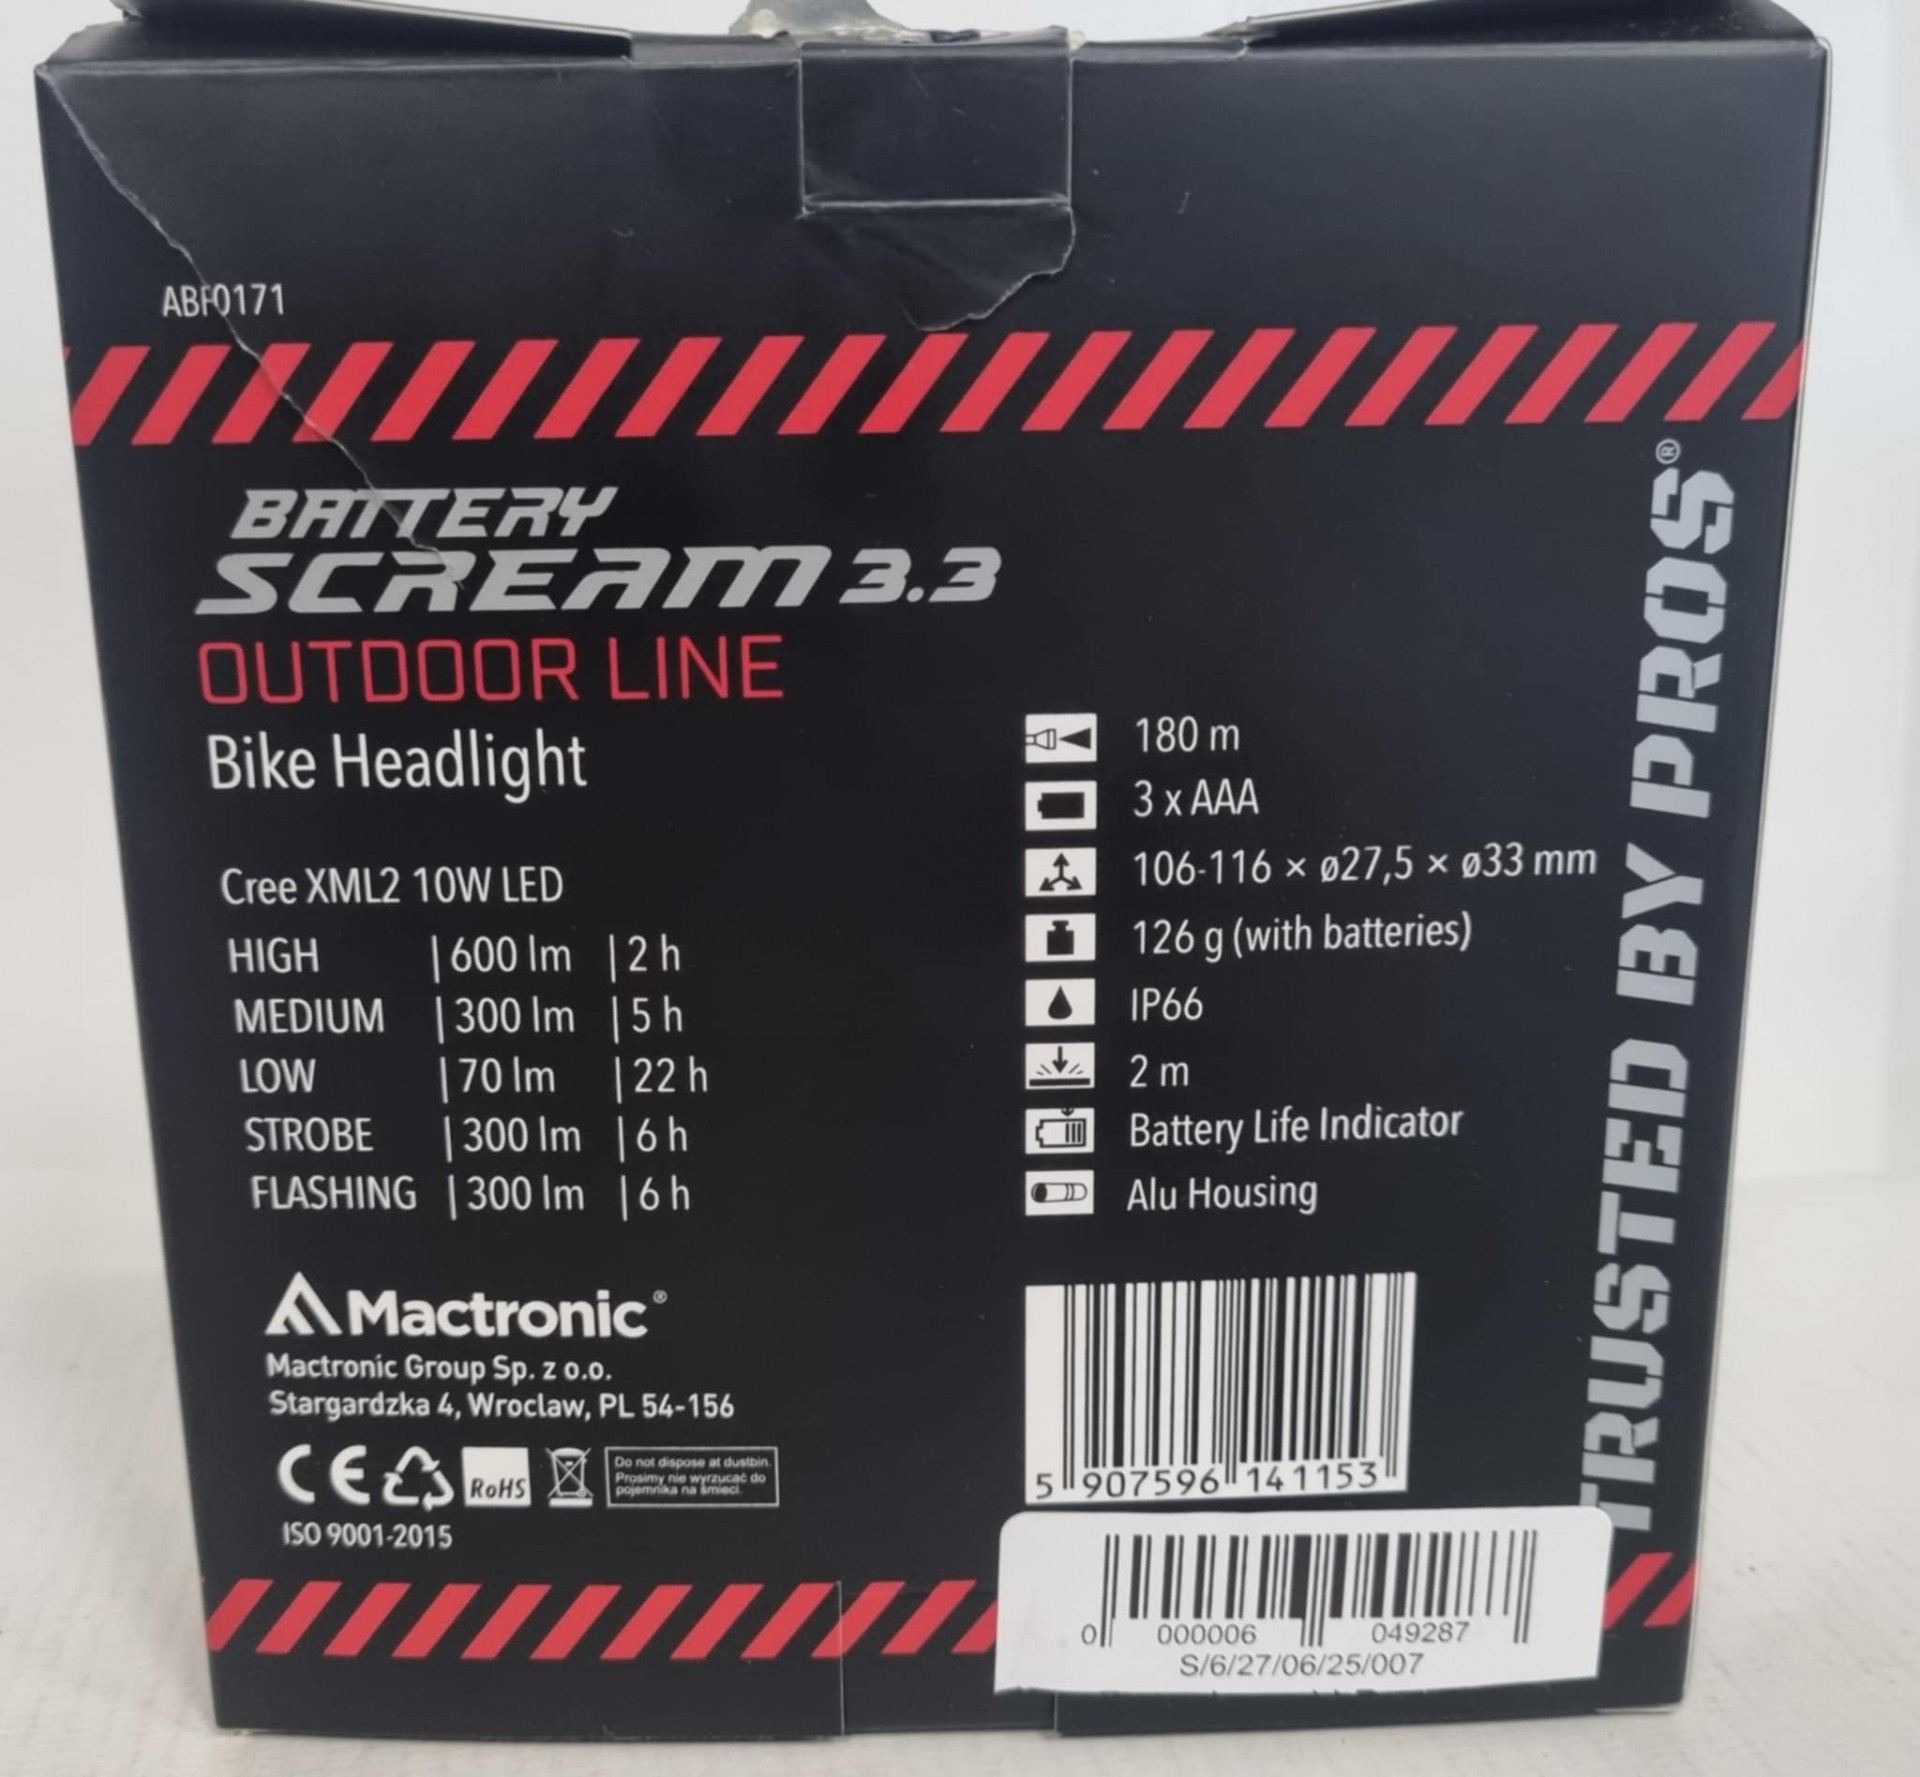 ABF0171
BATTERY
SCREAM 3.3
OUTDOOR LINE
Bike Headlight
Cree XML2 10W LED
HIGH | 600 lm | 2 h
MEDIUM | 300 lm | 5 h
LOW | 70 lm | 22 h
STROBE | 300 lm | 6 h
FLASHING | 300 lm | 6 h
180 m
3 x AAA
106-116 × ø27,5 × ø33 mm
126 g (with batteries)
IP66
2 m
Battery Life Indicator
Alu Housing
TRUSTED BY PROS®
Mactronic®
Mactronic Group Sp. z o.o.
Stargardzka 4, Wroclaw, PL 54-156
CE
RoHS
Do not dispose at dustbin.
Prosimy nie wyrzucać do
pojemnika na śmieci.
ISO 9001-2015
5 907596 141153
0 000006 049287
S/6/27/06/25/007